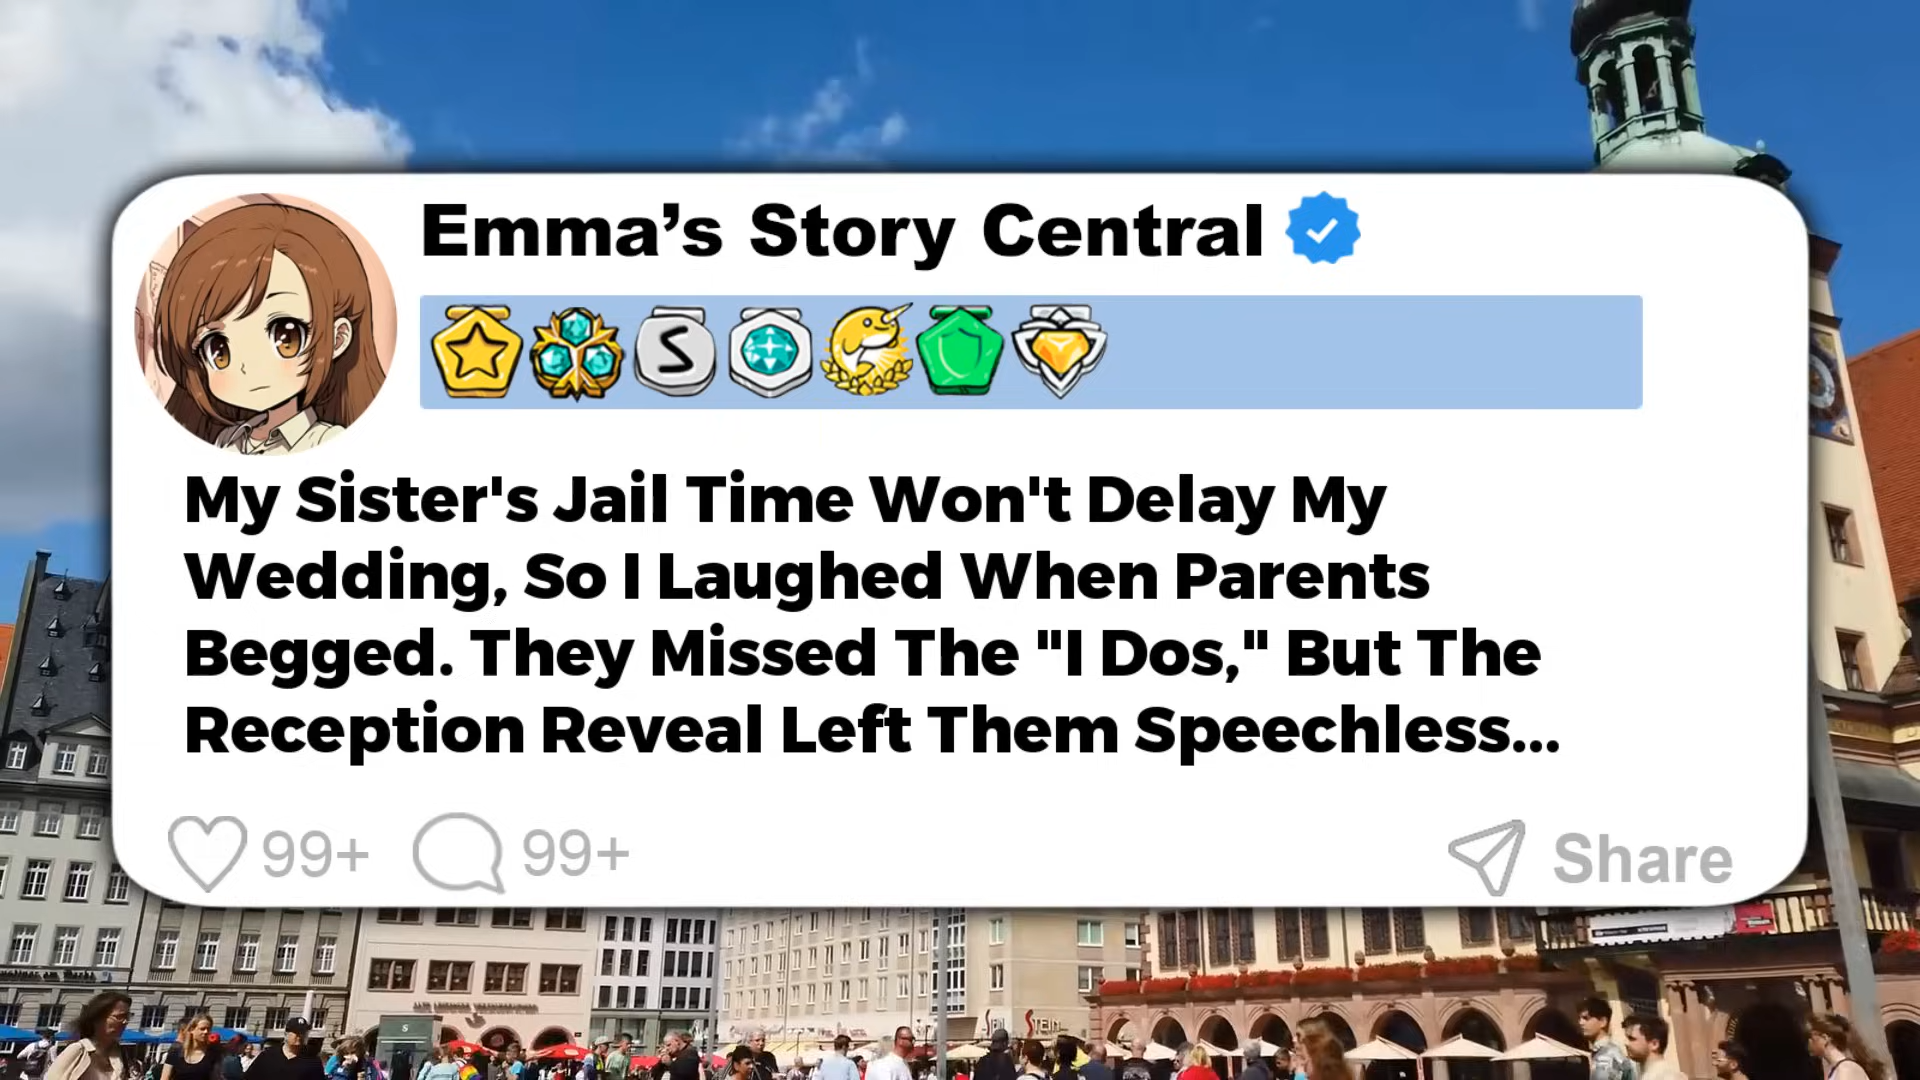 Emma’s Story Central
S
My Sister's Jail Time Won't Delay My
Wedding, So I Laughed When Parents
Begged. They Missed The "I Dos," But The
Reception Reveal Left Them Speechless...
99+ 99+ Share
STEIN